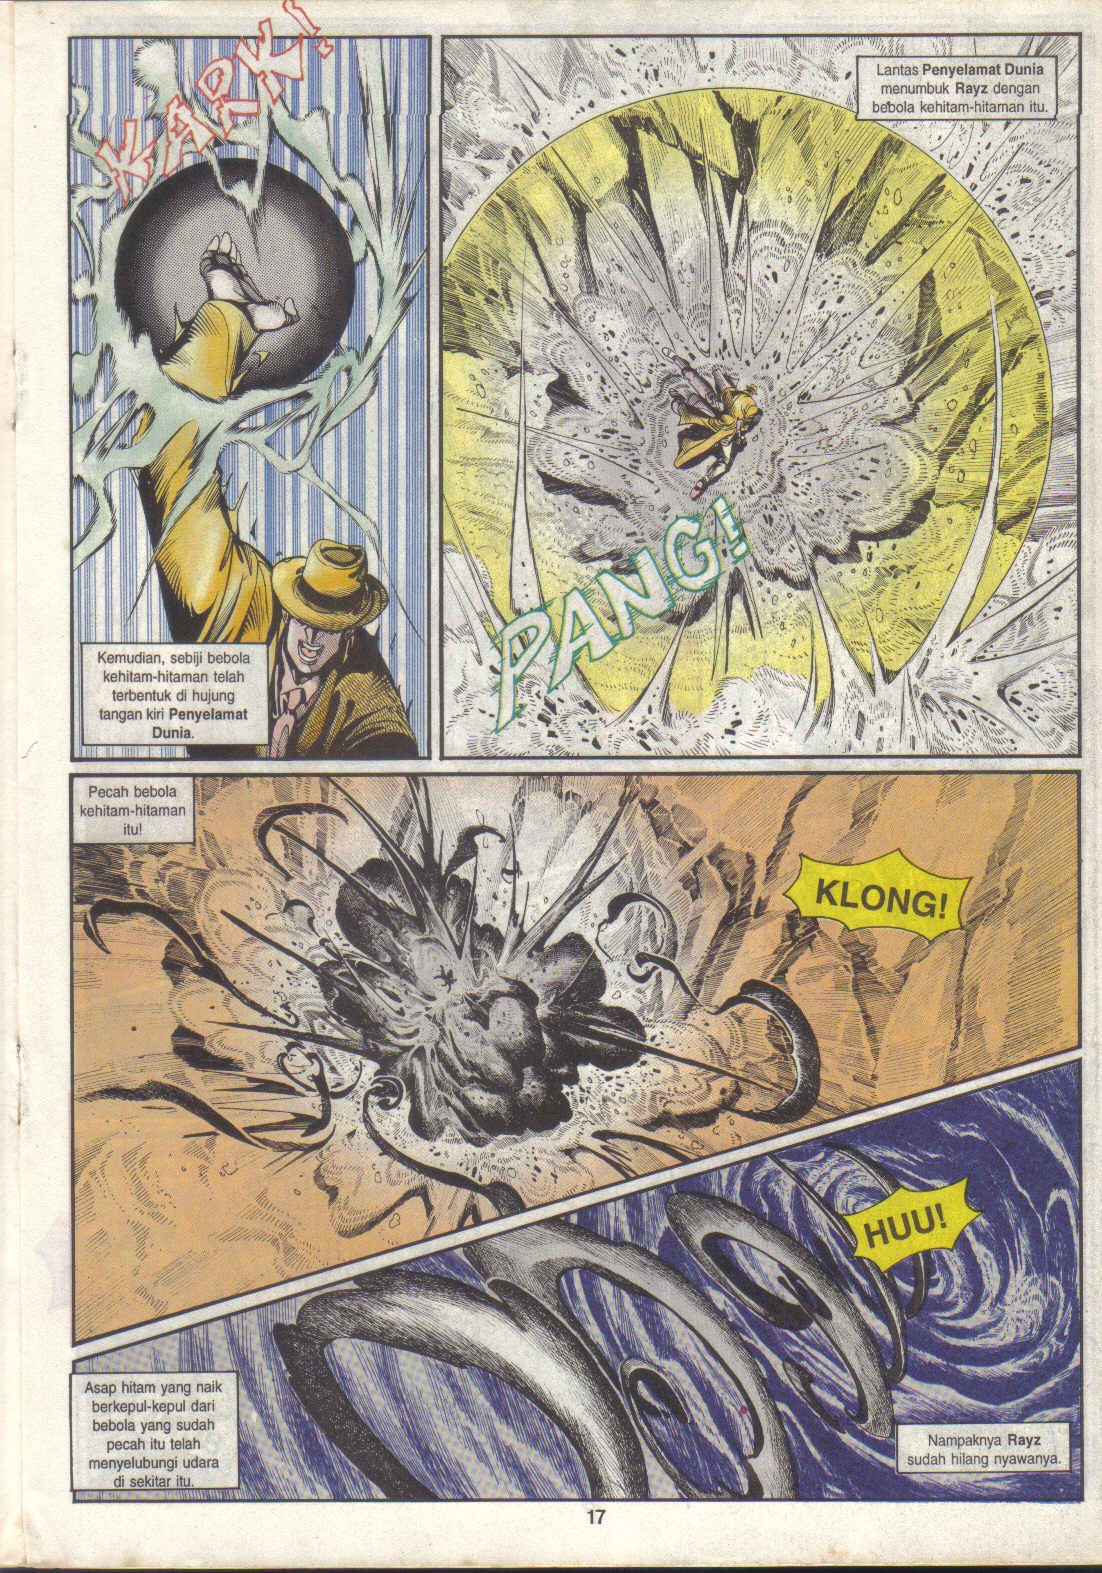 KARK!
Kemudian, sebiji bebola
kehitam-hitaman telah
terbentuk di hujung
tangan kiri Penyelamat
Dunia.
Lantas Penyelamat Dunia
menumbuk Rayz dengan
bebola kehitam-hitaman itu.
PANG!
Pecah bebola
kehitam-hitaman
itu!
KLONG!
HUU!
Asap hitam yang naik
berkepul-kepul dari
bebola yang sudah
pecah itu telah
menyelubungi udara
di sekitar itu.
Nampaknya Rayz
sudah hilang nyawanya.
17